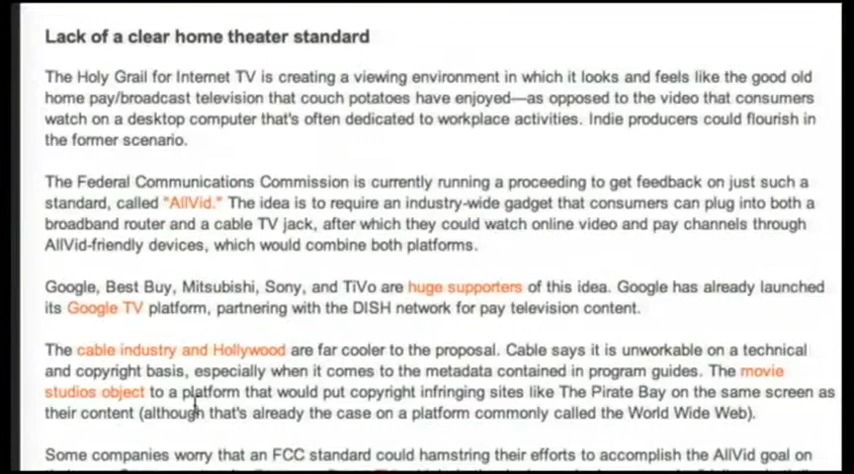 Lack of a clear home theater standard
The Holy Grail for Internet TV is creating a viewing environment in which it looks and feels like the good old
home pay/broadcast television that couch potatoes have enjoyed—as opposed to the video that consumers
watch on a desktop computer that's often dedicated to workplace activities. Indie producers could flourish in
the former scenario.
The Federal Communications Commission is currently running a proceeding to get feedback on just such a
standard, called "AllVid." The idea is to require an industry-wide gadget that consumers can plug into both a
broadband router and a cable TV jack, after which they could watch online video and pay channels through
AllVid-friendly devices, which would combine both platforms.
Google, Best Buy, Mitsubishi, Sony, and TiVo are huge supporters of this idea. Google has already launched
its Google TV platform, partnering with the DISH network for pay television content.
The cable industry and Hollywood are far cooler to the proposal. Cable says it is unworkable on a technical
and copyright basis, especially when it comes to the metadata contained in program guides. The movie
studios object to a platform that would put copyright infringing sites like The Pirate Bay on the same screen as
their content (although that's already the case on a platform commonly called the World Wide Web).
Some companies worry that an FCC standard could hamstring their efforts to accomplish the AllVid goal on